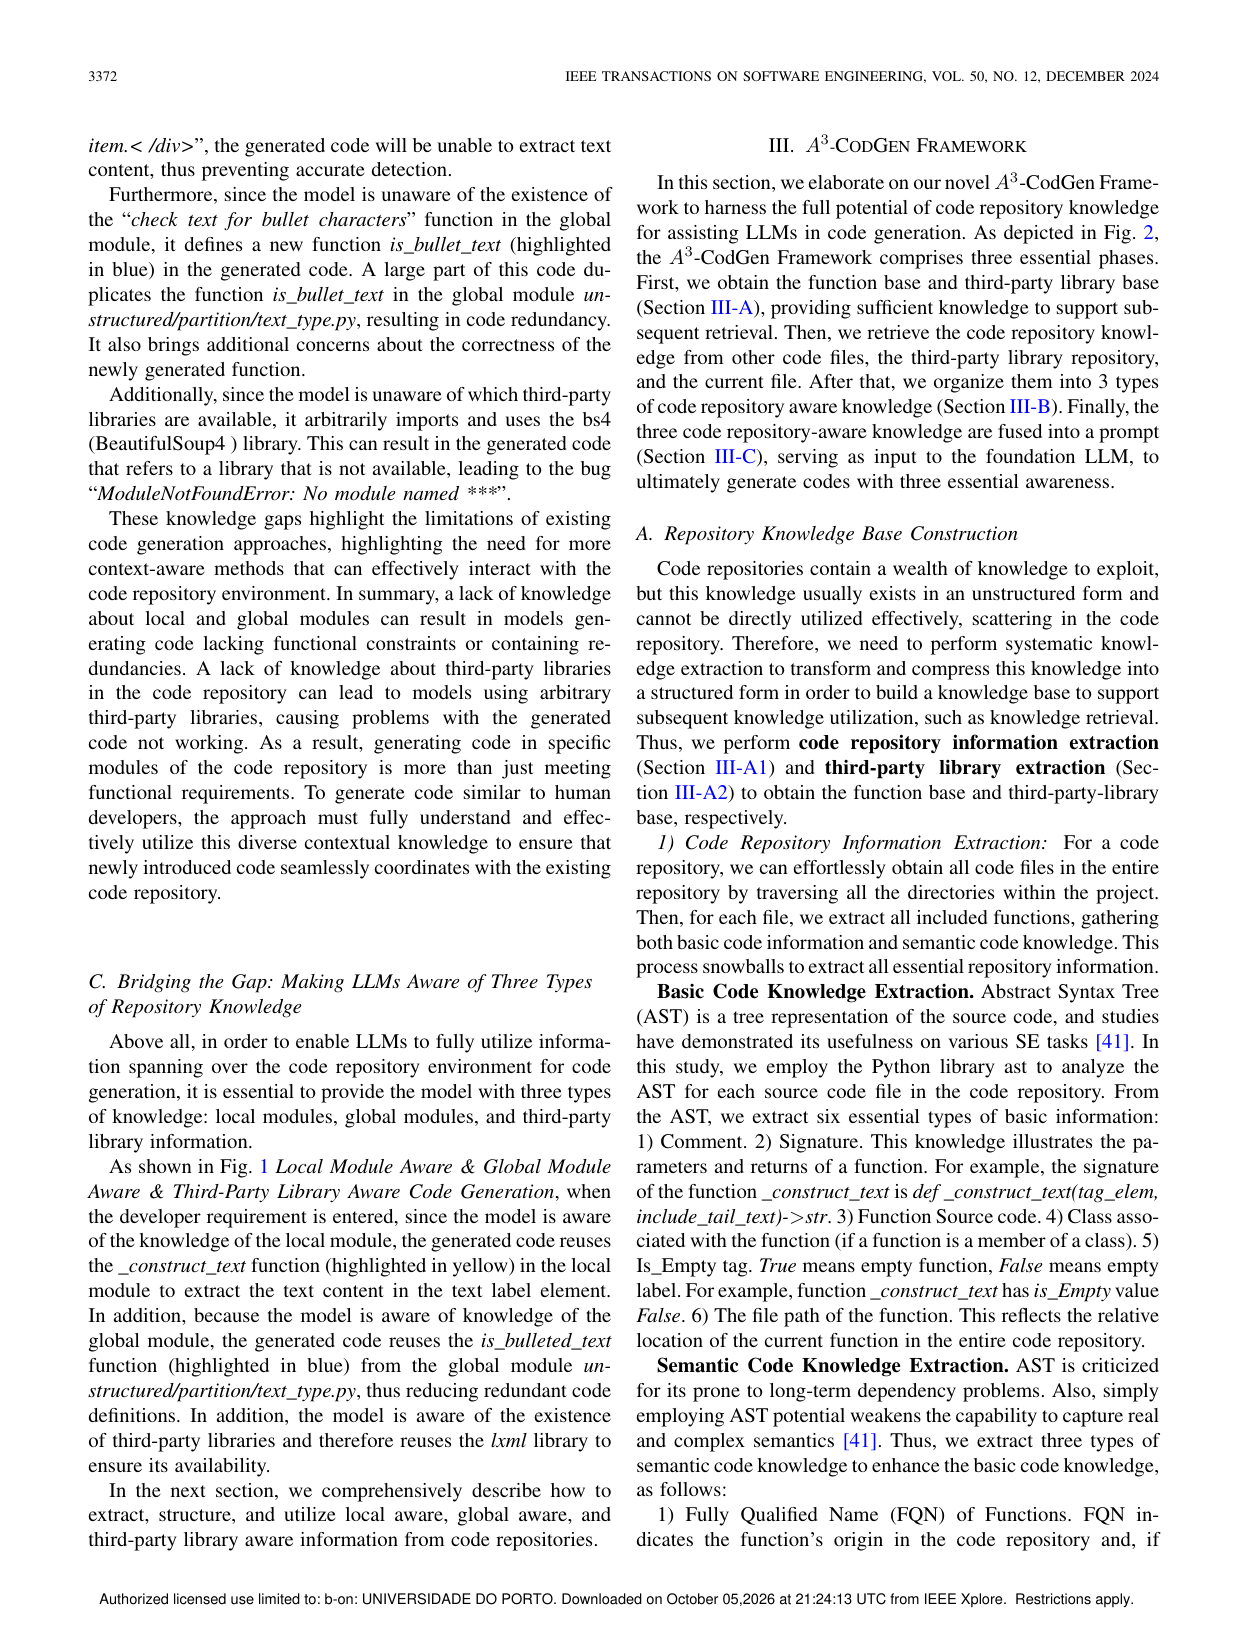 3372
IEEE TRANSACTIONS ON SOFTWARE ENGINEERING, VOL. 50, NO. 12, DECEMBER 2024
item.< /div>”, the generated code will be unable to extract text
content, thus preventing accurate detection.
Furthermore, since the model is unaware of the existence of
the “check text for bullet characters” function in the global
module, it defines a new function is_bullet_text (highlighted
in blue) in the generated code. A large part of this code du-
plicates the function is_bullet_text in the global module un-
structured/partition/text_type.py, resulting in code redundancy.
It also brings additional concerns about the correctness of the
newly generated function.
Additionally, since the model is unaware of which third-party
libraries are available, it arbitrarily imports and uses the bs4
(BeautifulSoup4 ) library. This can result in the generated code
that refers to a library that is not available, leading to the bug
“ModuleNotFoundError: No module named ***”.
These knowledge gaps highlight the limitations of existing
code generation approaches, highlighting the need for more
context-aware methods that can effectively interact with the
code repository environment. In summary, a lack of knowledge
about local and global modules can result in models gen-
erating code lacking functional constraints or containing re-
dundancies. A lack of knowledge about third-party libraries
in the code repository can lead to models using arbitrary
third-party libraries, causing problems with the generated
code not working. As a result, generating code in specific
modules of the code repository is more than just meeting
functional requirements. To generate code similar to human
developers, the approach must fully understand and effec-
tively utilize this diverse contextual knowledge to ensure that
newly introduced code seamlessly coordinates with the existing
code repository.
C. Bridging the Gap: Making LLMs Aware of Three Types
of Repository Knowledge
Above all, in order to enable LLMs to fully utilize informa-
tion spanning over the code repository environment for code
generation, it is essential to provide the model with three types
of knowledge: local modules, global modules, and third-party
library information.
As shown in Fig. 1 Local Module Aware & Global Module
Aware & Third-Party Library Aware Code Generation, when
the developer requirement is entered, since the model is aware
of the knowledge of the local module, the generated code reuses
the _construct_text function (highlighted in yellow) in the local
module to extract the text content in the text label element.
In addition, because the model is aware of knowledge of the
global module, the generated code reuses the is_bulleted_text
function (highlighted in blue) from the global module un-
structured/partition/text_type.py, thus reducing redundant code
definitions. In addition, the model is aware of the existence
of third-party libraries and therefore reuses the lxml library to
ensure its availability.
In the next section, we comprehensively describe how to
extract, structure, and utilize local aware, global aware, and
third-party library aware information from code repositories.
III. A³-CODGEN FRAMEWORK
In this section, we elaborate on our novel A³-CodGen Frame-
work to harness the full potential of code repository knowledge
for assisting LLMs in code generation. As depicted in Fig. 2,
the A³-CodGen Framework comprises three essential phases.
First, we obtain the function base and third-party library base
(Section III-A), providing sufficient knowledge to support sub-
sequent retrieval. Then, we retrieve the code repository knowl-
edge from other code files, the third-party library repository,
and the current file. After that, we organize them into 3 types
of code repository aware knowledge (Section III-B). Finally, the
three code repository-aware knowledge are fused into a prompt
(Section III-C), serving as input to the foundation LLM, to
ultimately generate codes with three essential awareness.
A. Repository Knowledge Base Construction
Code repositories contain a wealth of knowledge to exploit,
but this knowledge usually exists in an unstructured form and
cannot be directly utilized effectively, scattering in the code
repository. Therefore, we need to perform systematic knowl-
edge extraction to transform and compress this knowledge into
a structured form in order to build a knowledge base to support
subsequent knowledge utilization, such as knowledge retrieval.
Thus, we perform code repository information extraction
(Section III-A1) and third-party library extraction (Sec-
tion III-A2) to obtain the function base and third-party-library
base, respectively.
1) Code Repository Information Extraction: For a code
repository, we can effortlessly obtain all code files in the entire
repository by traversing all the directories within the project.
Then, for each file, we extract all included functions, gathering
both basic code information and semantic code knowledge. This
process snowballs to extract all essential repository information.
Basic Code Knowledge Extraction. Abstract Syntax Tree
(AST) is a tree representation of the source code, and studies
have demonstrated its usefulness on various SE tasks [41]. In
this study, we employ the Python library ast to analyze the
AST for each source code file in the code repository. From
the AST, we extract six essential types of basic information:
1) Comment. 2) Signature. This knowledge illustrates the pa-
rameters and returns of a function. For example, the signature
of the function _construct_text is def _construct_text(tag_elem,
include_tail_text)->str. 3) Function Source code. 4) Class asso-
ciated with the function (if a function is a member of a class). 5)
Is_Empty tag. True means empty function, False means empty
label. For example, function _construct_text has is_Empty value
False. 6) The file path of the function. This reflects the relative
location of the current function in the entire code repository.
Semantic Code Knowledge Extraction. AST is criticized
for its prone to long-term dependency problems. Also, simply
employing AST potential weakens the capability to capture real
and complex semantics [41]. Thus, we extract three types of
semantic code knowledge to enhance the basic code knowledge,
as follows:
1) Fully Qualified Name (FQN) of Functions. FQN in-
dicates the function’s origin in the code repository and, if
Authorized licensed use limited to: b-on: UNIVERSIDADE DO PORTO. Downloaded on October 05,2026 at 21:24:13 UTC from IEEE Xplore. Restrictions apply.